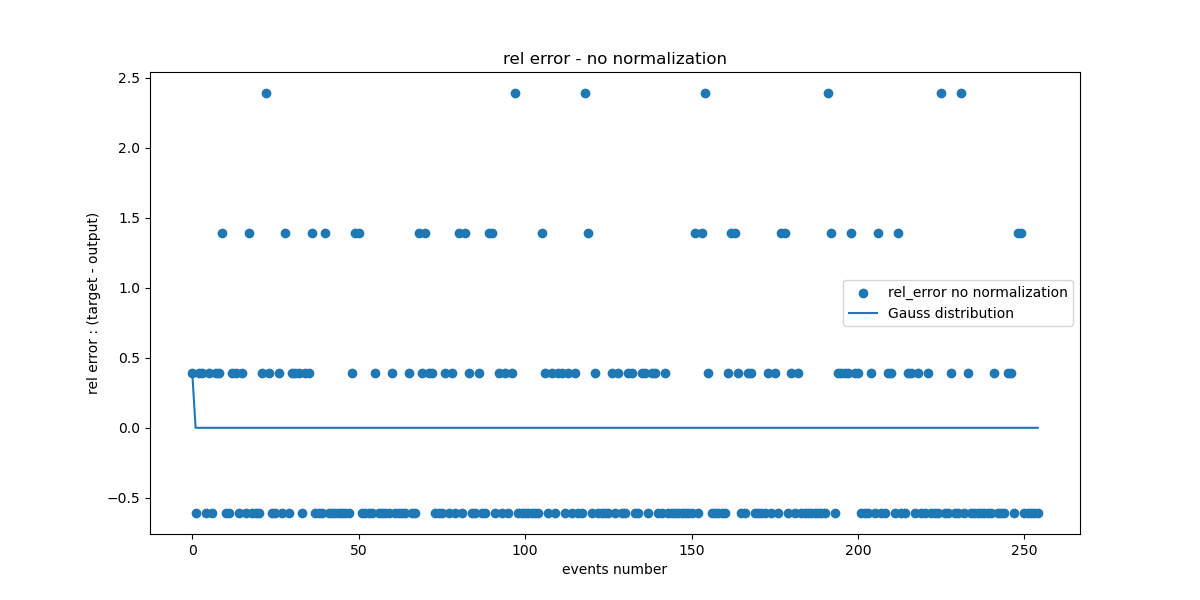 rel error - no normalization
2.5
2.0
1.5
1.0
0.5
0.0
−0.5
rel error : (target - output)
rel_error no normalization
Gauss distribution
0
50
100
150
200
250
events number